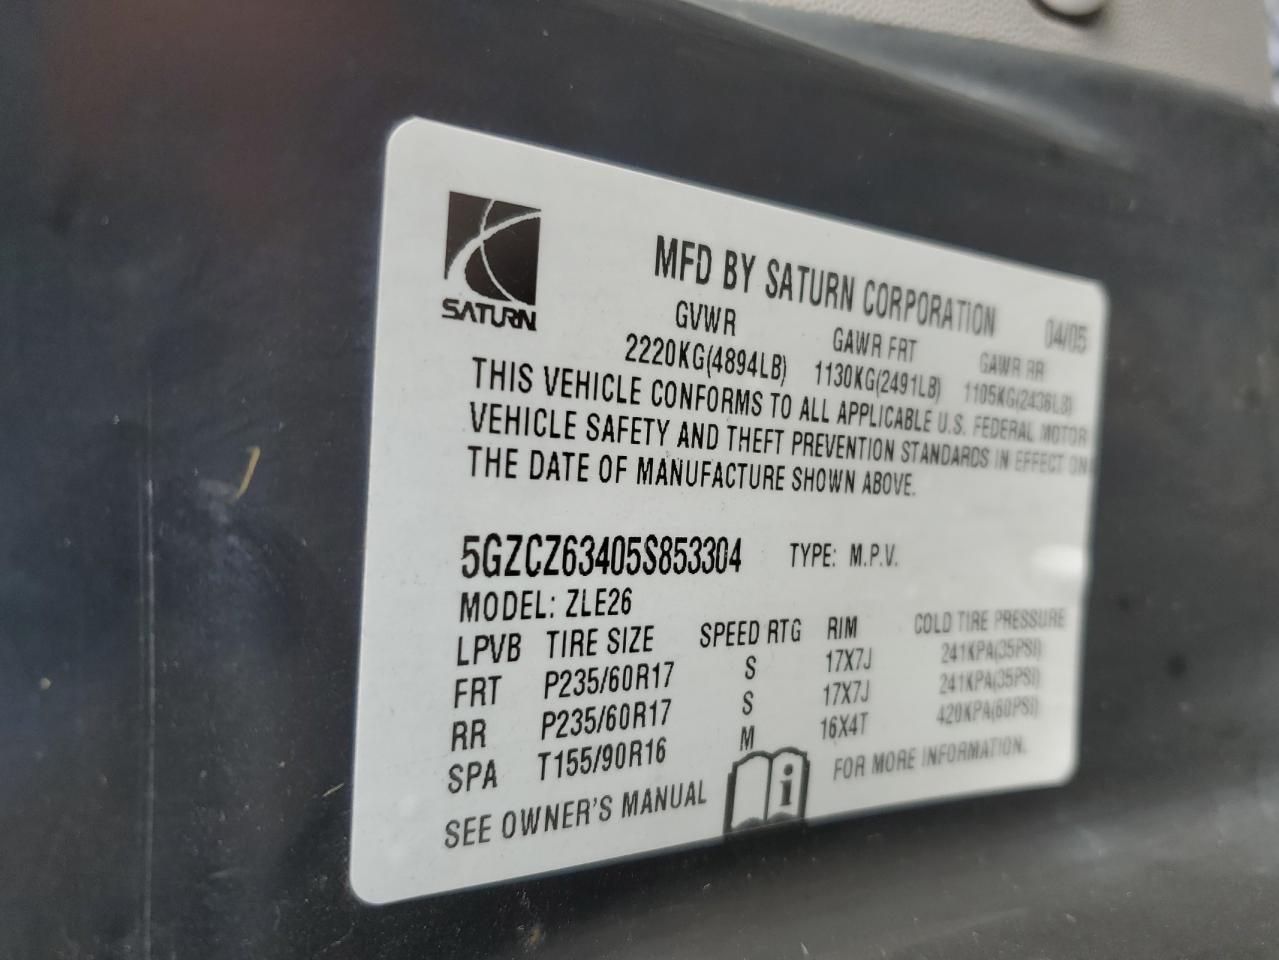 SATURN
MFD BY SATURN CORPORATION 04/05
GVWR GAWR FRT GAWR RR
2220KG(4894LB) 1130KG(2491LB) 1105KG(2436LB)
THIS VEHICLE CONFORMS TO ALL APPLICABLE U.S. FEDERAL MOTOR
VEHICLE SAFETY AND THEFT PREVENTION STANDARDS IN EFFECT ON
THE DATE OF MANUFACTURE SHOWN ABOVE.
5GZCZ63405S853304 TYPE: M.P.V.
MODEL: ZLE26
LPVB TIRE SIZE SPEED RTG RIM COLD TIRE PRESSURE
FRT P235/60R17 S 17X7J 241KPA(35PSI)
RR P235/60R17 S 17X7J 241KPA(35PSI)
SPA T155/90R16 M 16X4T 420KPA(60PSI)
SEE OWNER'S MANUAL i FOR MORE INFORMATION.